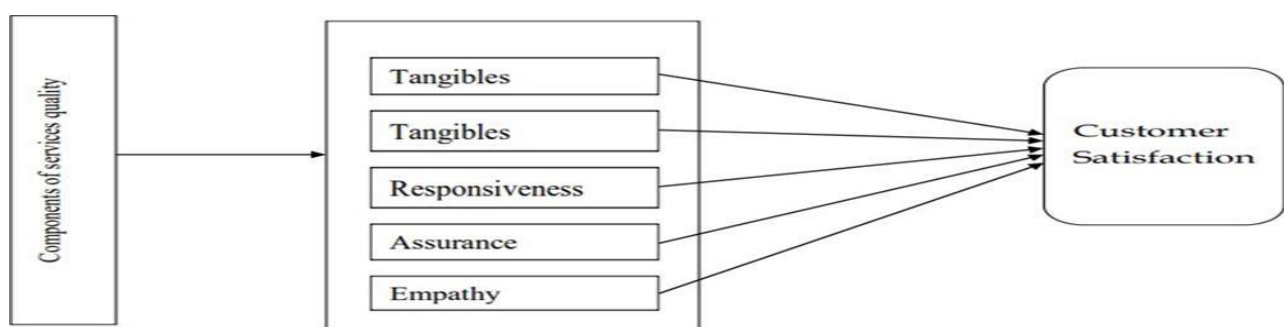 Components of services quality
Tangibles
Tangibles
Responsiveness
Assurance
Empathy
Customer
Satisfaction